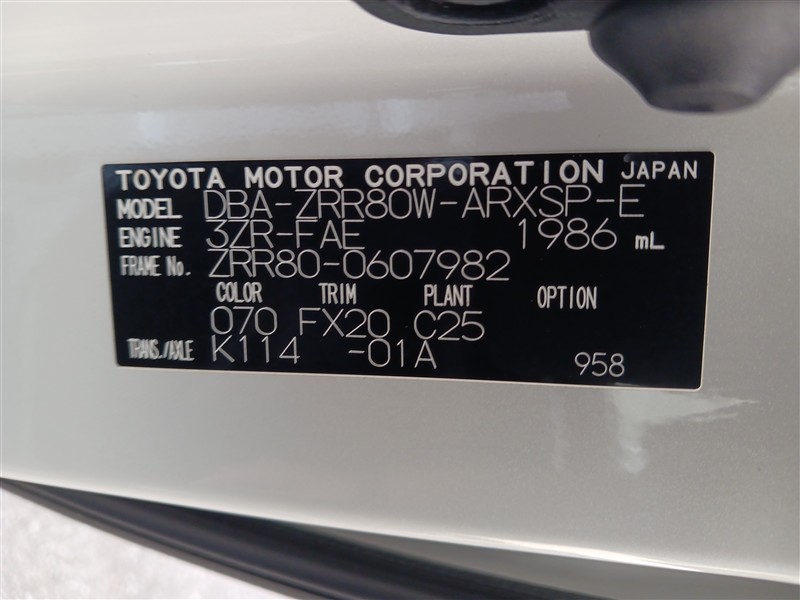 TOYOTA MOTOR CORPORATION JAPAN
MODEL DBA-ZRR80W-ARXSP-E
ENGINE 3ZR-FAE 1986 mL
FRAME No. ZRR80-0607982
COLOR TRIM PLANT OPTION
070 FX20 C25
TRANS./AXLE K114 -01A 958